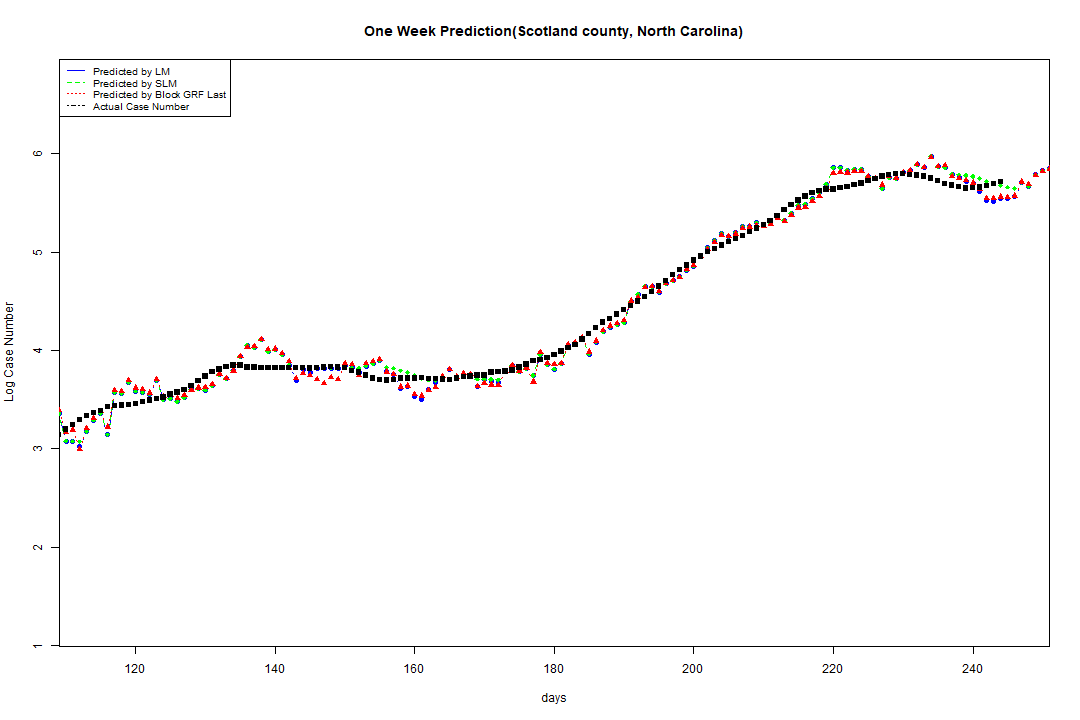 One Week Prediction(Scotland county, North Carolina)
Predicted by LM
Predicted by SLM
Predicted by Block GRF Last
Actual Case Number
Log Case Number
6
5
4
3
2
1
120 140 160 180 200 220 240
days